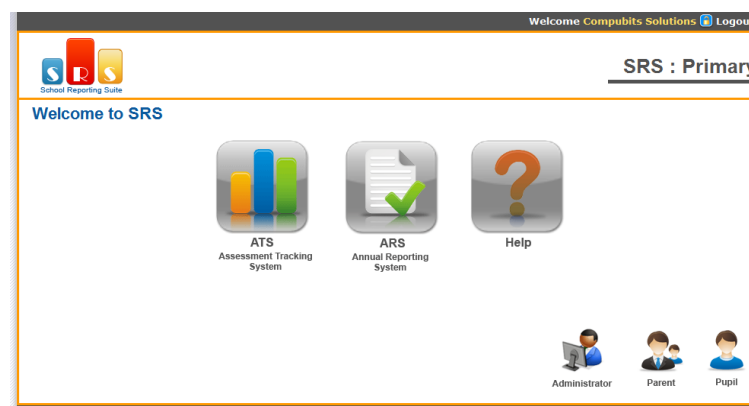 Welcome Compubits Solutions Logou
S R S
School Reporting Suite
SRS : Primary
Welcome to SRS
ATS
Assessment Tracking
System
ARS
Annual Reporting
System
Help
Administrator
Parent
Pupil